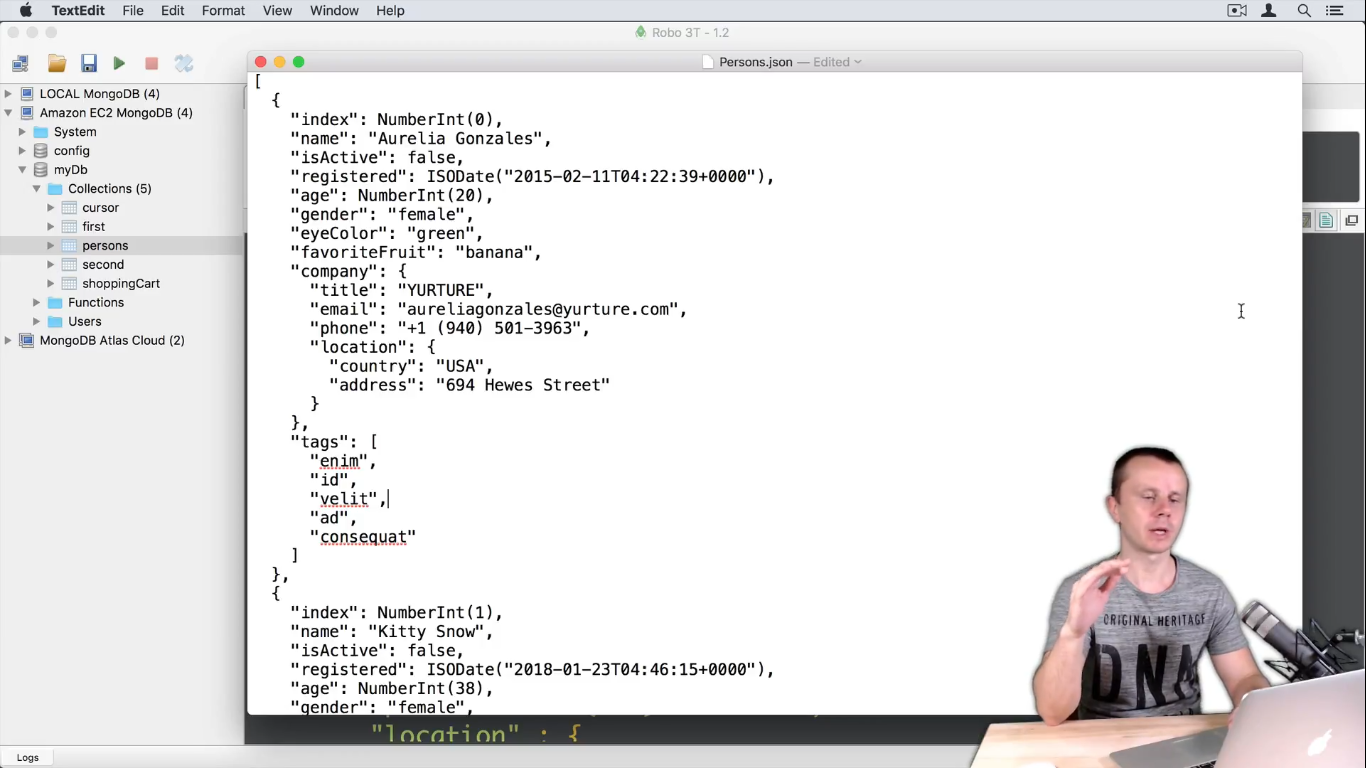 TextEdit File Edit Format View Window Help
Robo 3T - 1.2
Persons.json — Edited
LOCAL MongoDB (4)
Amazon EC2 MongoDB (4)
System
config
myDb
Collections (5)
cursor
first
persons
second
shoppingCart
Functions
Users
MongoDB Atlas Cloud (2)
[
{
"index": NumberInt(0),
"name": "Aurelia Gonzales",
"isActive": false,
"registered": ISODate("2015-02-11T04:22:39+0000"),
"age": NumberInt(20),
"gender": "female",
"eyeColor": "green",
"favoriteFruit": "banana",
"company": {
"title": "YURTURE",
"email": "aureliagonzales@yurture.com",
"phone": "+1 (940) 501-3963",
"location": {
"country": "USA",
"address": "694 Hewes Street"
}
},
"tags": [
"enim",
"id",
"velit",
"ad",
"consequat"
]
},
{
"index": NumberInt(1),
"name": "Kitty Snow",
"isActive": false,
"registered": ISODate("2018-01-23T04:46:15+0000"),
"age": NumberInt(38),
"gender": "female",
"location" : {
ORIGINAL HERITAGE
DNA
Logs